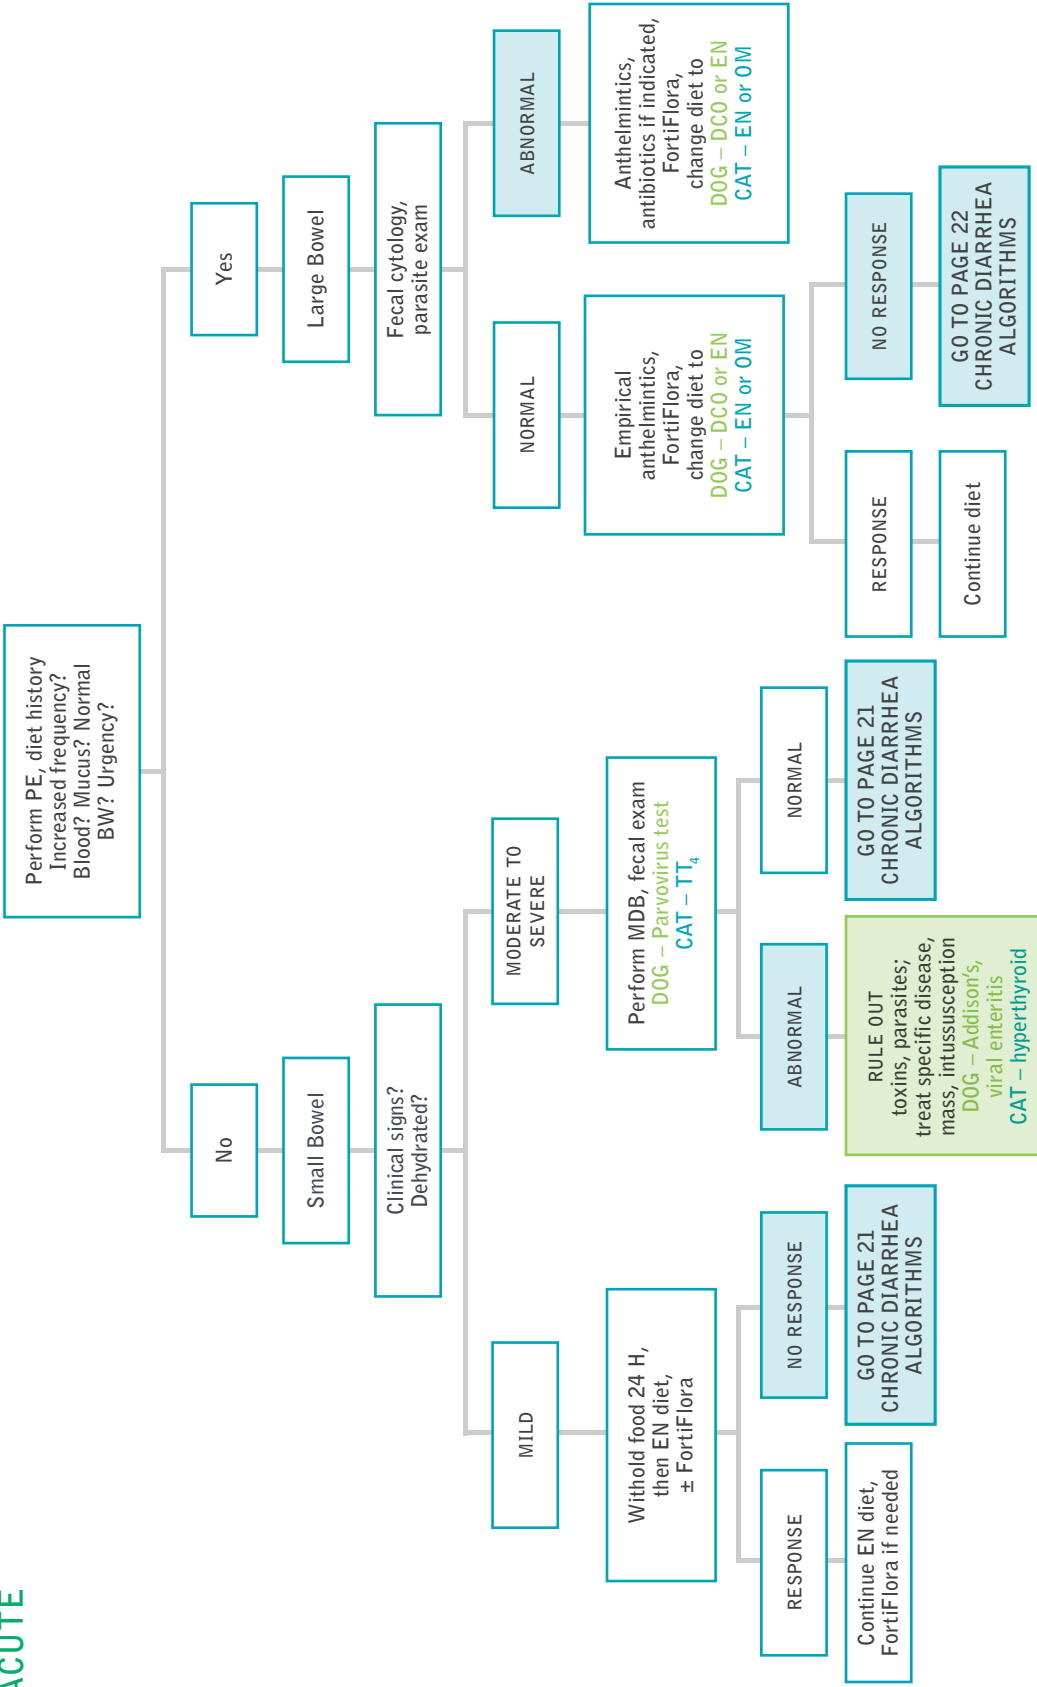 ACUTE
Perform PE, diet history
Increased frequency?
Blood? Mucus? Normal
BW? Urgency?
No
Small Bowel
Clinical signs?
Dehydrated?
MILD
Withold food 24 H,
then EN diet,
± FortiFlora
RESPONSE
Continue EN diet,
FortiFlora if needed
NO RESPONSE
GO TO PAGE 21
CHRONIC DIARRHEA
ALGORITHMS
MODERATE TO
SEVERE
Perform MDB, fecal exam
DOG – Parvovirus test
CAT – TT4
ABNORMAL
RULE OUT
toxins, parasites;
treat specific disease,
mass, intussusception
DOG – Addison's,
viral enteritis
CAT – hyperthyroid
NORMAL
GO TO PAGE 21
CHRONIC DIARRHEA
ALGORITHMS
Yes
Large Bowel
Fecal cytology,
parasite exam
NORMAL
Empirical
anthelmintics,
FortiFlora,
change diet to
DOG – DCO or EN
CAT – EN or OM
RESPONSE
Continue diet
NO RESPONSE
GO TO PAGE 22
CHRONIC DIARRHEA
ALGORITHMS
ABNORMAL
Anthelmintics,
antibiotics if indicated,
FortiFlora,
change diet to
DOG – DCO or EN
CAT – EN or OM